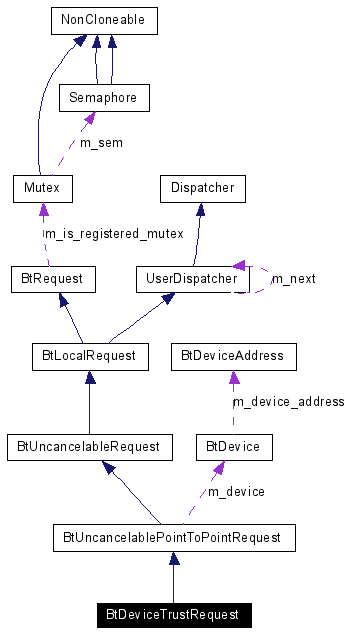 NonCloneable
Semaphore
m_sem
Mutex
Dispatcher
m_is_registered_mutex
BtRequest
UserDispatcher
m_next
BtLocalRequest
BtDeviceAddress
m_device_address
BtUncancelableRequest
BtDevice
m_device
BtUncancelablePointToPointRequest
BtDeviceTrustRequest